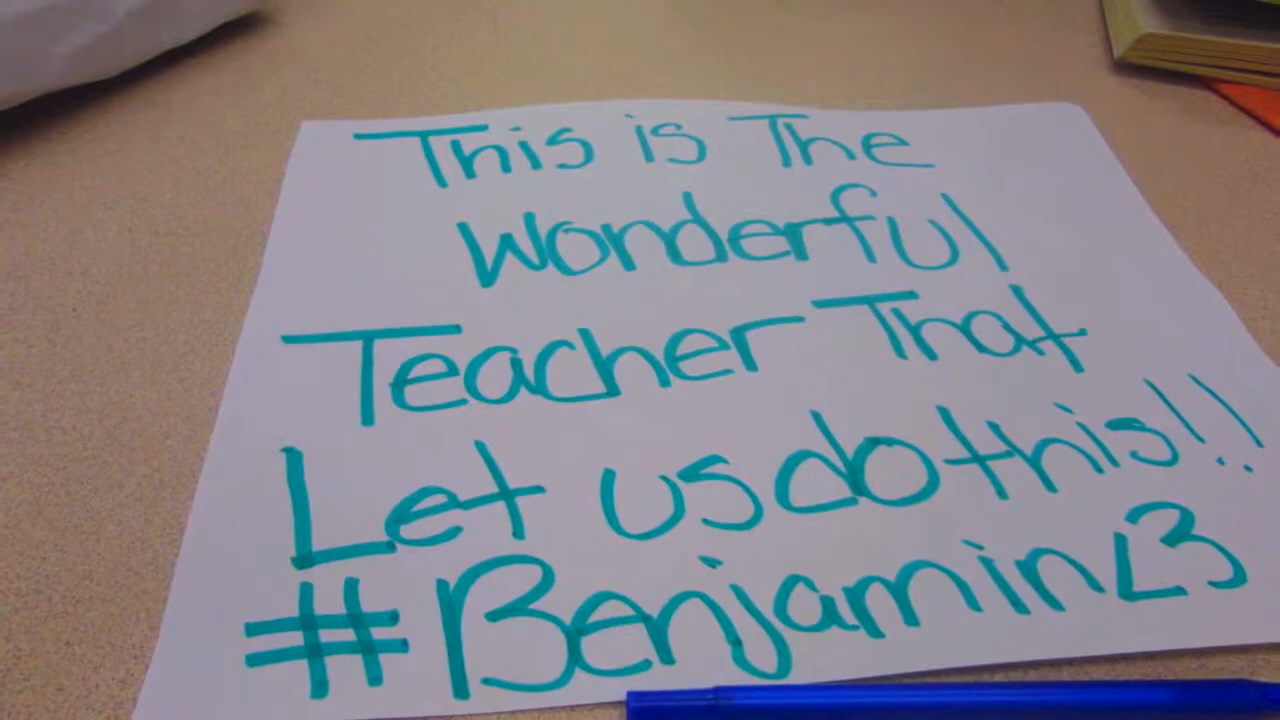 This is The
Wonderful
Teacher That
Let us do this!!
#Benjamin<3